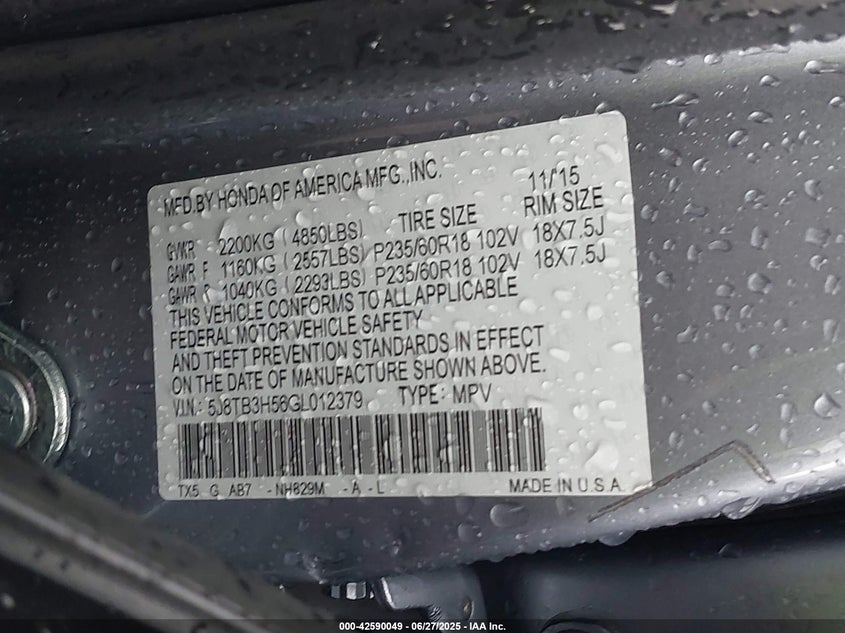 MFD.BY HONDA OF AMERICA MFG.,INC. 11/'15
TIRE SIZE RIM SIZE
GVWR 2200KG ( 4850LBS)
GAWR F 1160KG ( 2557LBS) P235/60R18 102V 18X7.5J
GAWR R 1040KG ( 2293LBS) P235/60R18 102V 18X7.5J
THIS VEHICLE CONFORMS TO ALL APPLICABLE
FEDERAL MOTOR VEHICLE SAFETY
AND THEFT PREVENTION STANDARDS IN EFFECT
ON THE DATE OF MANUFACTURE SHOWN ABOVE.
V.I.N.: 5J8TB3H56GL012379 TYPE: MPV
TX5 G AB7 -NH829M -A -L MADE IN U.S.A.
000-42590049 - 06/27/2025 - IAA Inc.